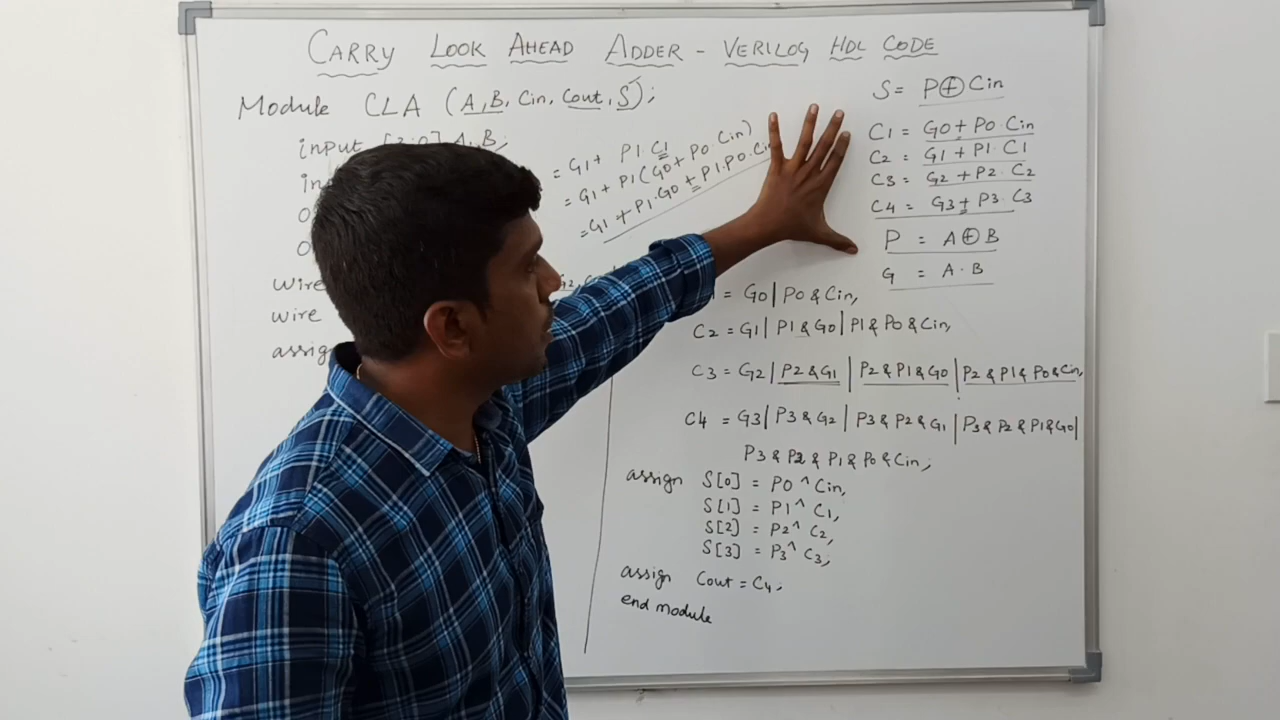 CARRY LOOK AHEAD ADDER - VERILOG HDL CODE
Module CLA (A,B, Cin, Cout, S);
input [3:0] A,B;
in
O
O
wire G2,
wire
assign
= G1 + P1 C1
= G1 + P1 (G0 + P0 Cin)
= G1 + P1.G0 + P1.P0.Cin
S = P⊕Cin
C1 = G0 + P0.Cin
C2 = G1 + P1.C1
C3 = G2 + P2.C2
C4 = G3 + P3.C3
P = A⊕B
G = A.B
= G0|P0&Cin,
C2 = G1|P1&G0|P1&P0&Cin,
C3 = G2|P2&G1|P2&P1&G0|P2&P1&P0&Cin,
C4 = G3|P3&G2|P3&P2&G1|P3&P2&P1&G0|
P3&P2&P1&P0&Cin;
assign S[0] = P0^Cin,
S[1] = P1^C1,
S[2] = P2^C2,
S[3] = P3^C3;
assign Cout = C4;
end module